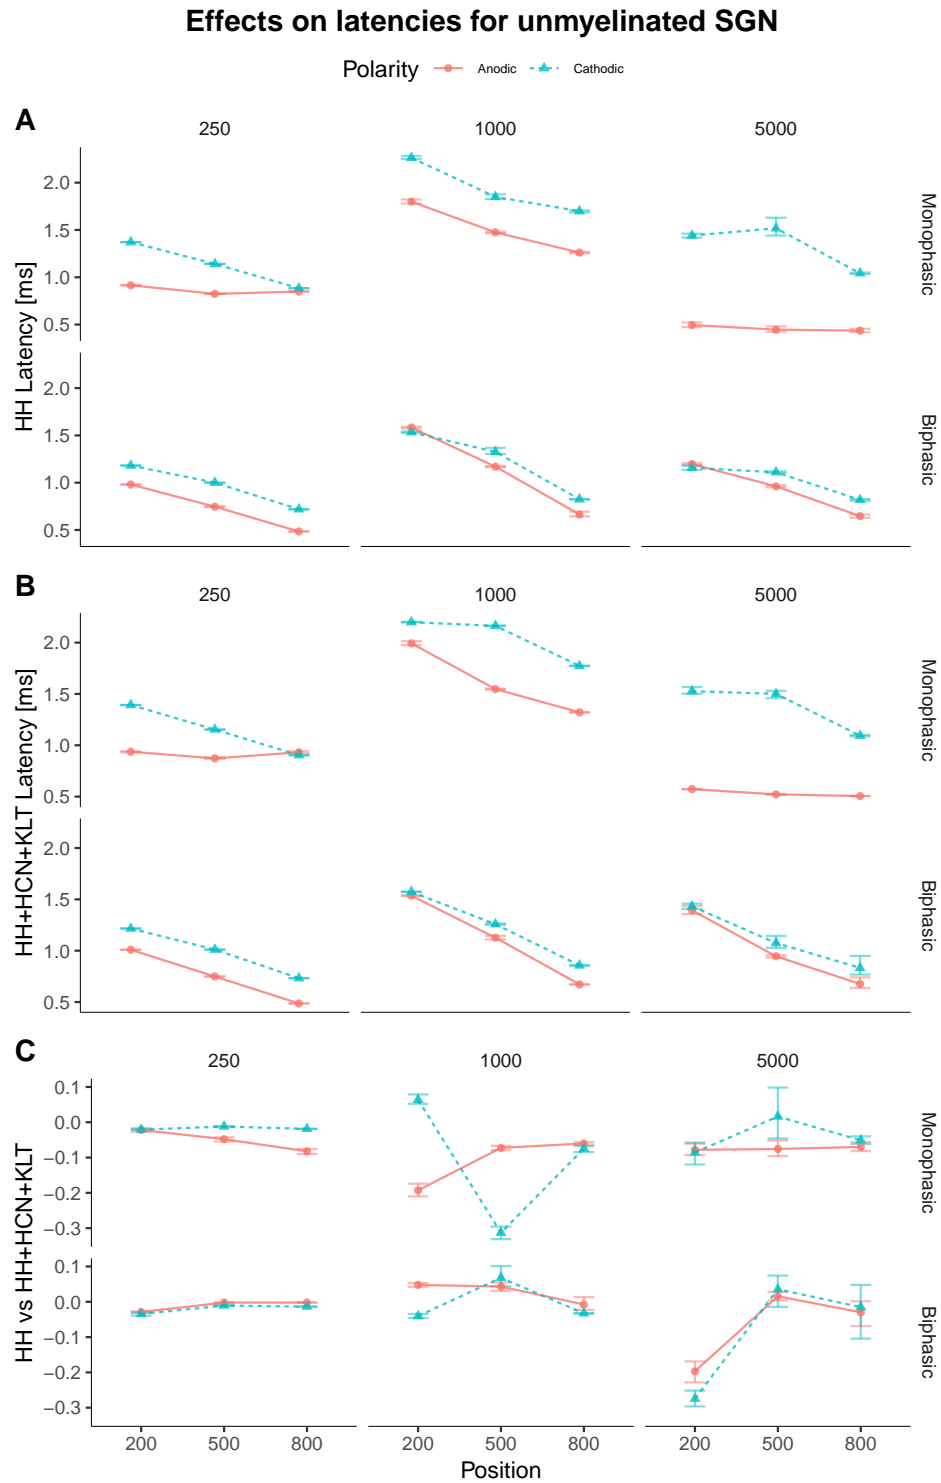 Effects on latencies for unmyelinated SGN
Polarity Anodic Cathodic
A
250 1000 5000
HH Latency [ms]
2.0
1.5
1.0
0.5
Monophasic
2.0
1.5
1.0
0.5
Biphasic
B
250 1000 5000
HH+HCN+KLT Latency [ms]
2.0
1.5
1.0
0.5
Monophasic
2.0
1.5
1.0
0.5
Biphasic
C
250 1000 5000
HH vs HH+HCN+KLT
0.1
0.0
−0.1
−0.2
−0.3
Monophasic
0.1
0.0
−0.1
−0.2
−0.3
Biphasic
200 500 800 200 500 800 200 500 800
Position